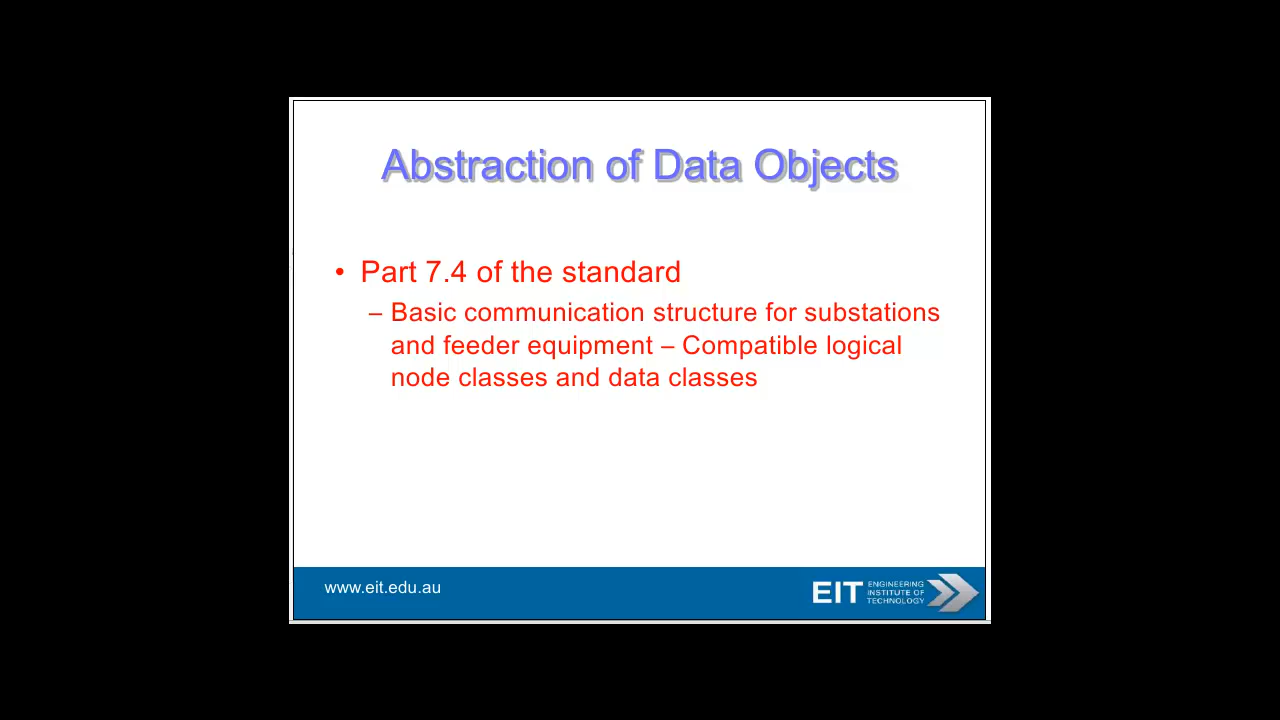 Abstraction of Data Objects
• Part 7.4 of the standard
– Basic communication structure for substations
and feeder equipment – Compatible logical
node classes and data classes
www.eit.edu.au
EIT
ENGINEERING
INSTITUTE OF
TECHNOLOGY